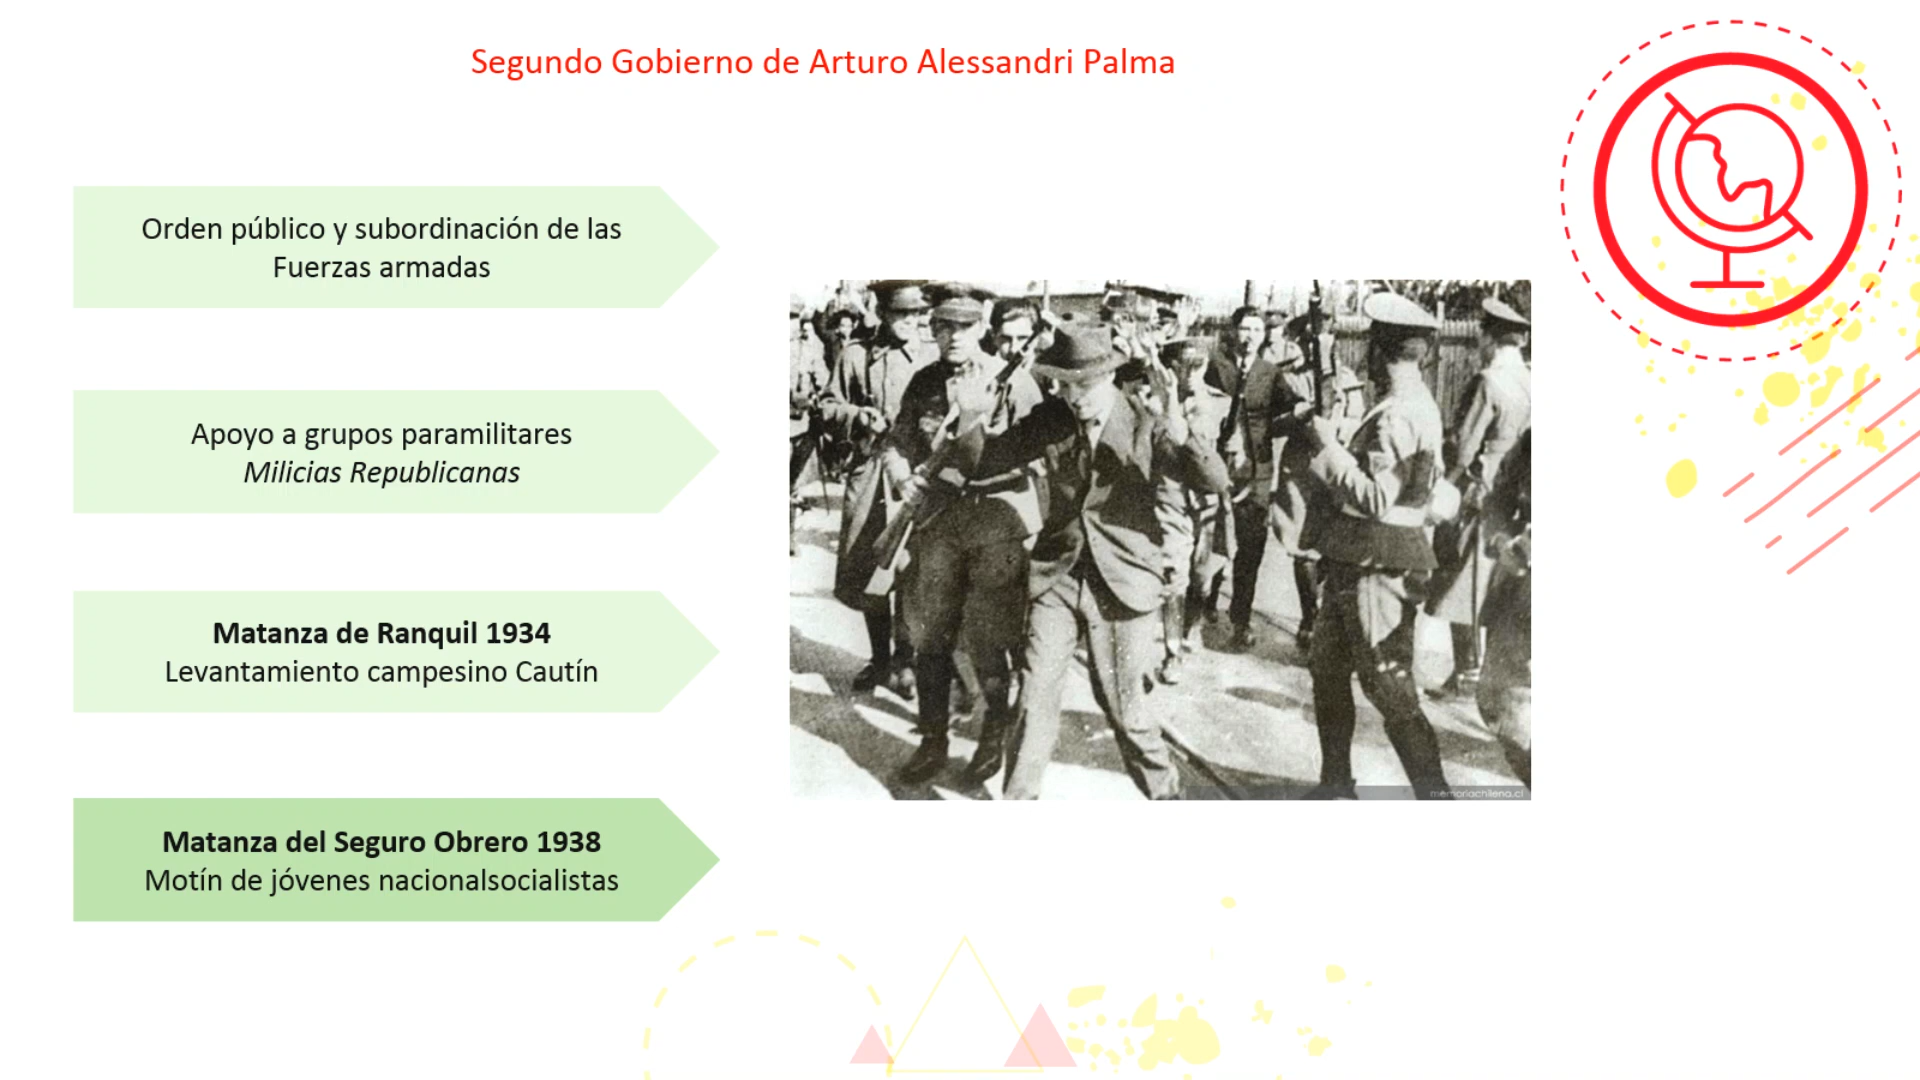 Segundo Gobierno de Arturo Alessandri Palma
Orden público y subordinación de las
Fuerzas armadas
Apoyo a grupos paramilitares
Milicias Republicanas
Matanza de Ranquil 1934
Levantamiento campesino Cautín
Matanza del Seguro Obrero 1938
Motín de jóvenes nacionalsocialistas
memoriachilena.cl